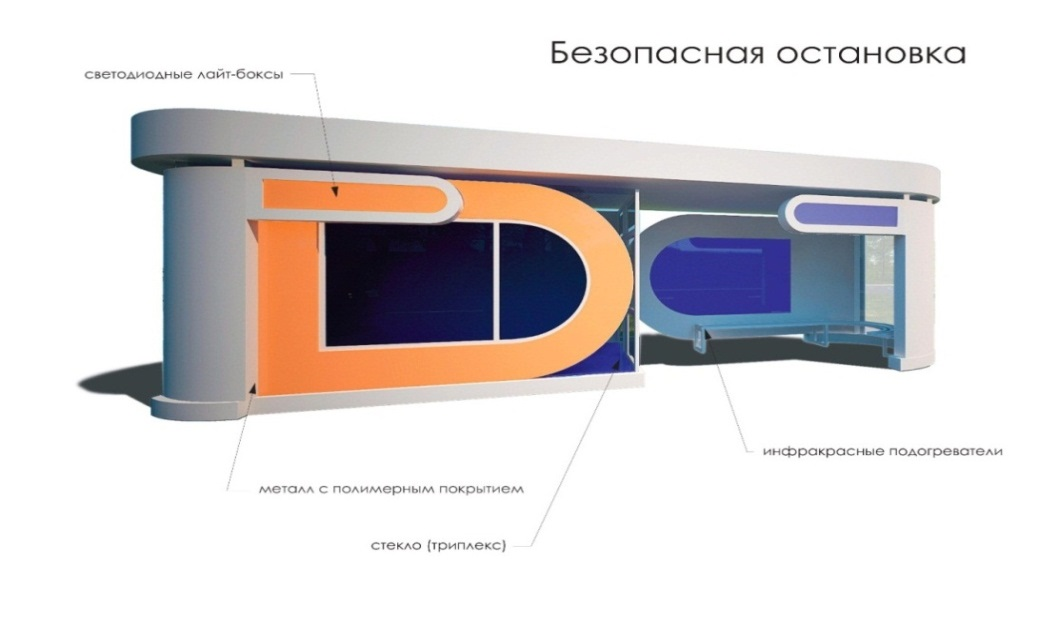 Безопасная остановка
светодиодные лайт-боксы
инфракрасные подогреватели
металл с полимерным покрытием
стекло (триплекс)